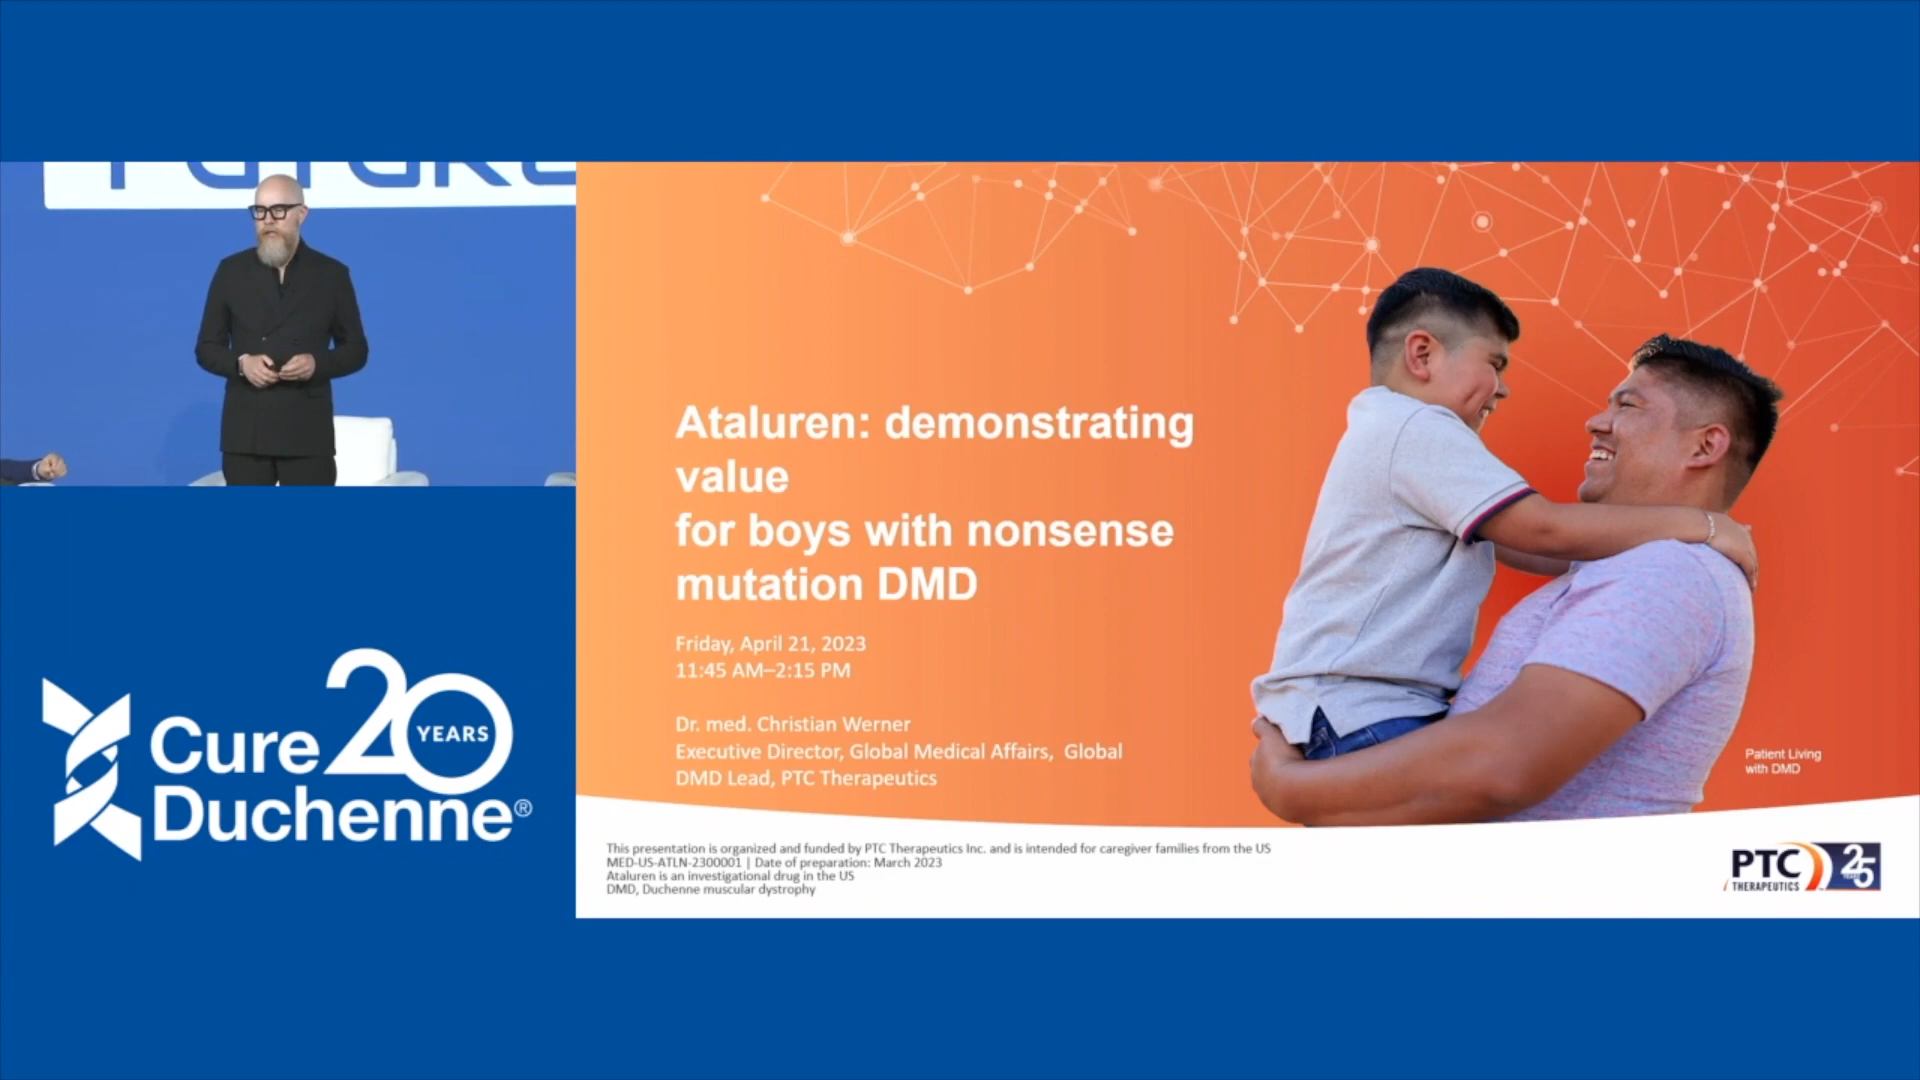 FUTURE
Ataluren: demonstrating
value
for boys with nonsense
mutation DMD
Friday, April 21, 2023
11:45 AM–2:15 PM
Dr. med. Christian Werner
Executive Director, Global Medical Affairs, Global
DMD Lead, PTC Therapeutics
Patient Living
with DMD
This presentation is organized and funded by PTC Therapeutics Inc. and is intended for caregiver families from the US
MED-US-ATLN-2300001 | Date of preparation: March 2023
Ataluren is an investigational drug in the US
DMD, Duchenne muscular dystrophy
PTC
THERAPEUTICS
25
YEARS
Cure 20
YEARS
Duchenne®